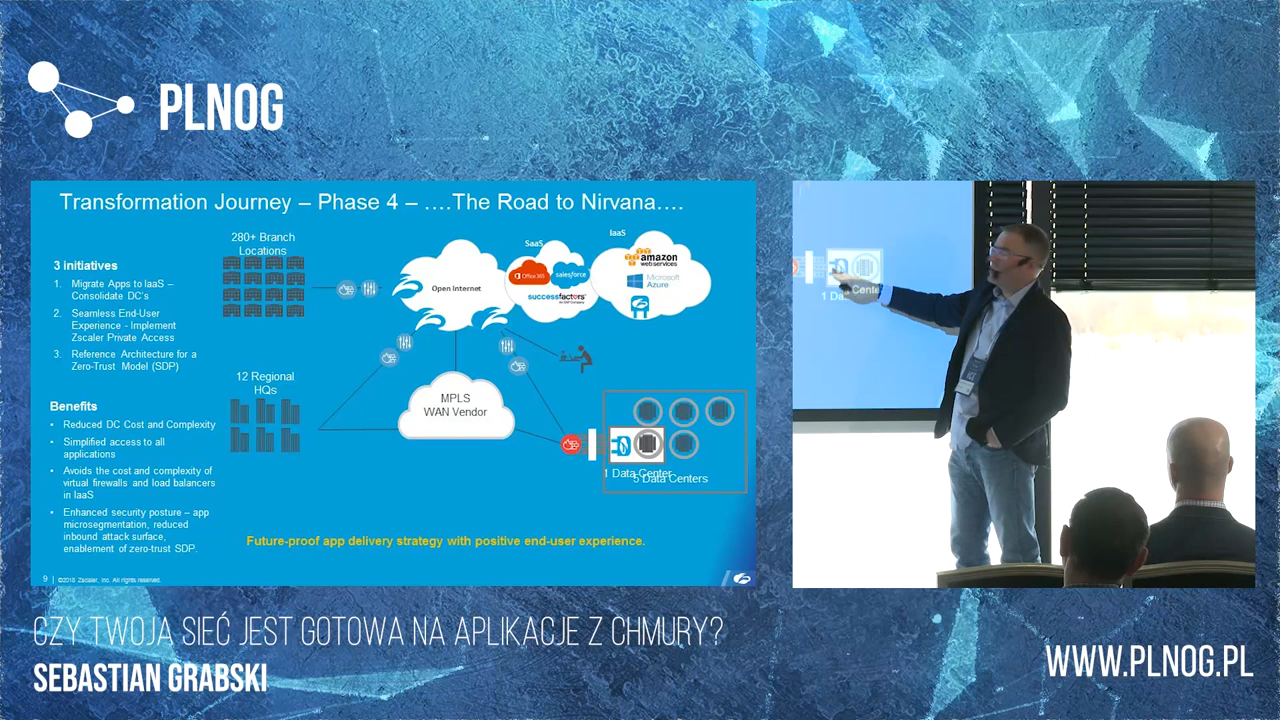 PLNOG
Transformation Journey – Phase 4 – ….The Road to Nirvana….
3 initiatives
1. Migrate Apps to IaaS –
Consolidate DC's
2. Seamless End-User
Experience - Implement
Zscaler Private Access
3. Reference Architecture for a
Zero-Trust Model (SDP)
Benefits
• Reduced DC Cost and Complexity
• Simplified access to all
applications
• Avoids the cost and complexity of
virtual firewalls and load balancers
in IaaS
• Enhanced security posture – app
microsegmentation, reduced
inbound attack surface,
enablement of zero-trust SDP.
280+ Branch
Locations
12 Regional
HQs
Open Internet
SaaS
Office 365
salesforce
successfactors
An SAP Company
IaaS
amazon
web services
Microsoft
Azure
MPLS
WAN Vendor
1 Data Center
5 Data Centers
Future-proof app delivery strategy with positive end-user experience.
9 | ©2018 Zscaler, Inc. All rights reserved.
1 Data Cente
CZY TWOJA SIEĆ JEST GOTOWA NA APLIKACJE Z CHMURY?
SEBASTIAN GRABSKI
WWW.PLNOG.PL